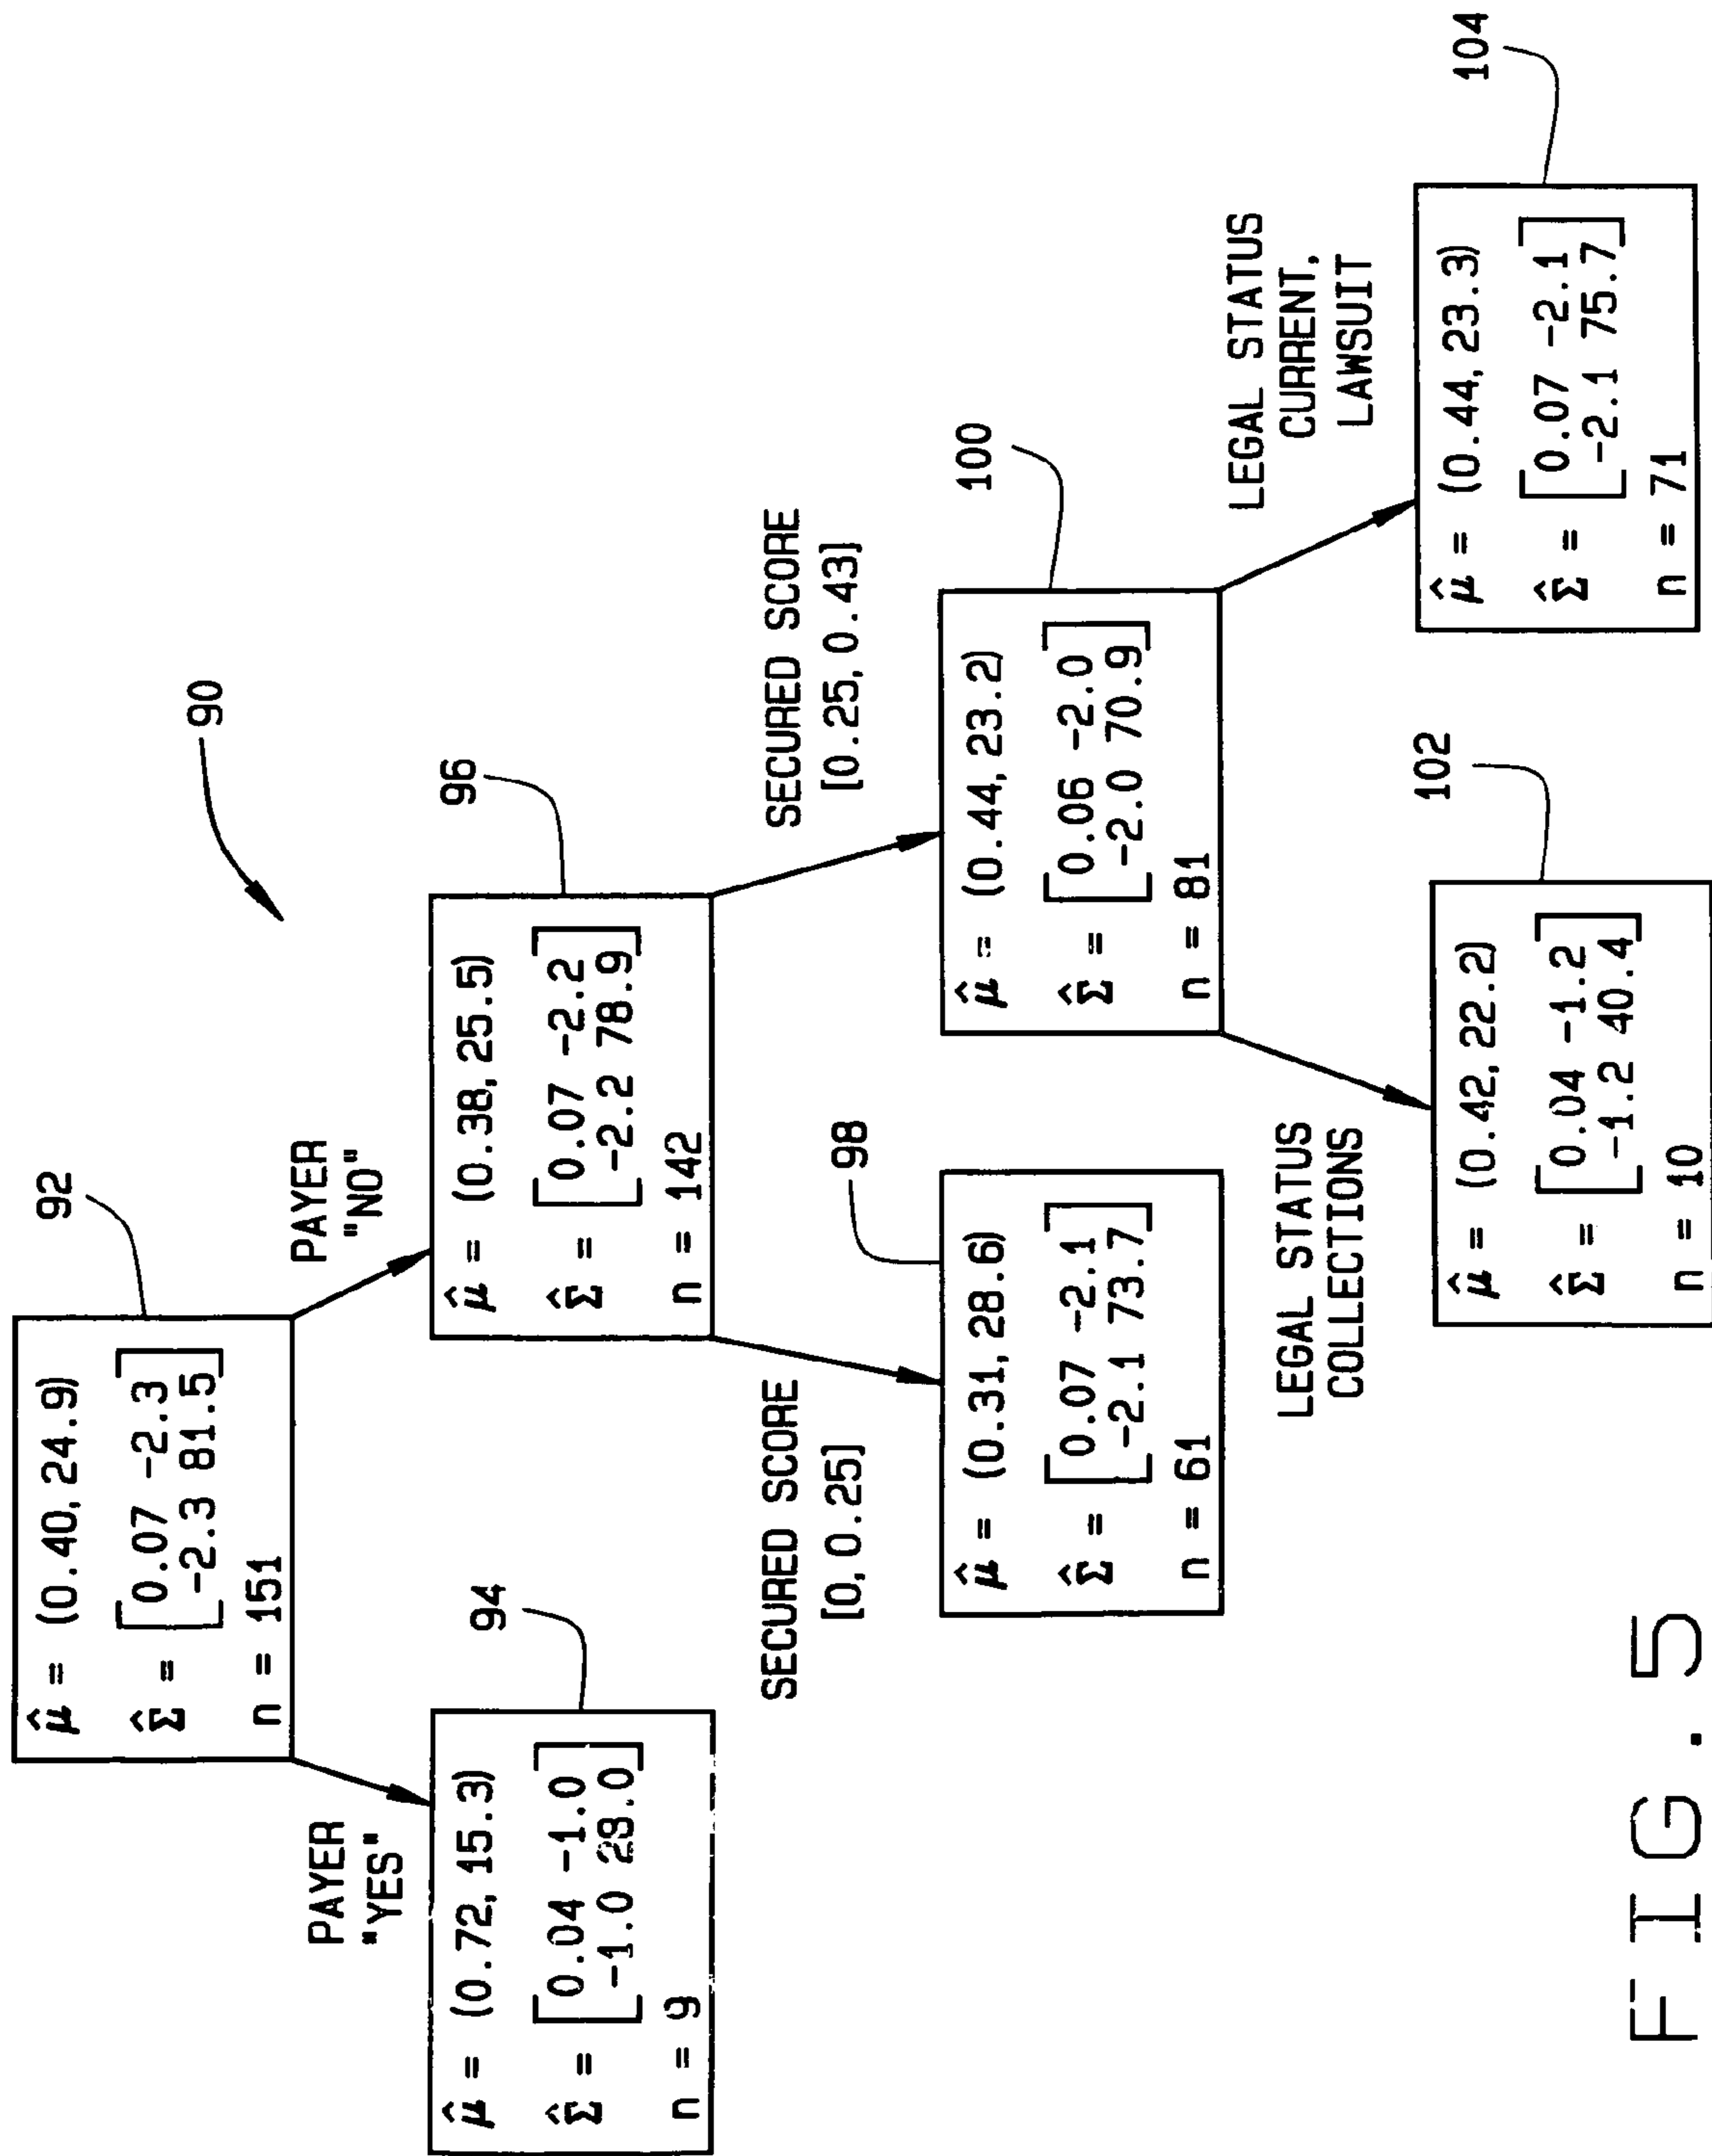 90
92
μ̂ = (0.40, 24.9)
Σ̂ = [0.07 -2.3
-2.3 81.5]
n = 151
PAYER
"YES"
PAYER
"NO"
94
μ̂ = (0.72, 15.3)
Σ̂ = [0.04 -1.0
-1.0 28.0]
n = 9
96
μ̂ = (0.38, 25.5)
Σ̂ = [0.07 -2.2
-2.2 78.9]
n = 142
SECURED SCORE
[0, 0.25]
SECURED SCORE
[0.25, 0.43]
98
μ̂ = (0.31, 28.6)
Σ̂ = [0.07 -2.1
-2.1 73.7]
n = 61
100
μ̂ = (0.44, 23.2)
Σ̂ = [0.06 -2.0
-2.0 70.9]
n = 81
LEGAL STATUS
COLLECTIONS
LEGAL STATUS
CURRENT,
LAWSUIT
102
μ̂ = (0.42, 22.2)
Σ̂ = [0.04 -1.2
-1.2 40.4]
n = 10
104
μ̂ = (0.44, 23.3)
Σ̂ = [0.07 -2.1
-2.1 75.7]
n = 71
FIG. 5